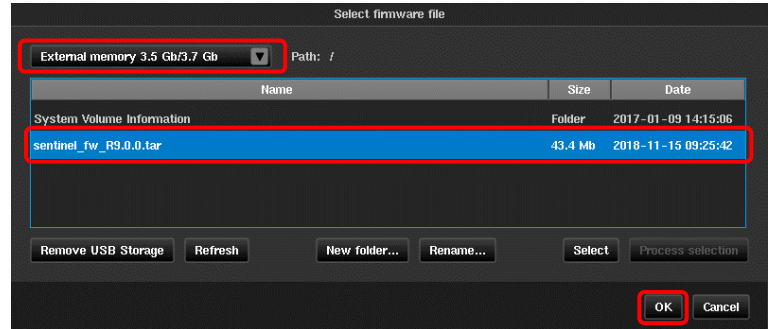 Select firmware file
External memory 3.5 Gb/3.7 Gb Path: /
Name Size Date
System Volume Information Folder 2017-01-09 14:15:06
sentinel_fw_R9.0.0.tar 43.4 Mb 2018-11-15 09:25:42
Remove USB Storage Refresh New folder... Rename... Select Process selection
OK Cancel